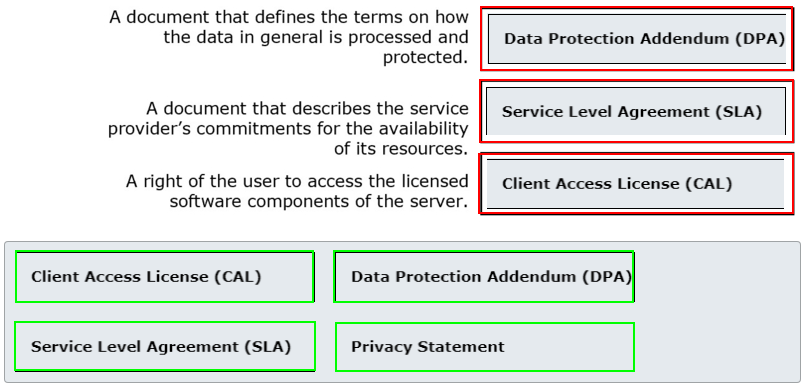 A document that defines the terms on how
the data in general is processed and
protected.
Data Protection Addendum (DPA)
A document that describes the service
provider's commitments for the availability
of its resources.
Service Level Agreement (SLA)
A right of the user to access the licensed
software components of the server.
Client Access License (CAL)
Client Access License (CAL)
Data Protection Addendum (DPA)
Service Level Agreement (SLA)
Privacy Statement